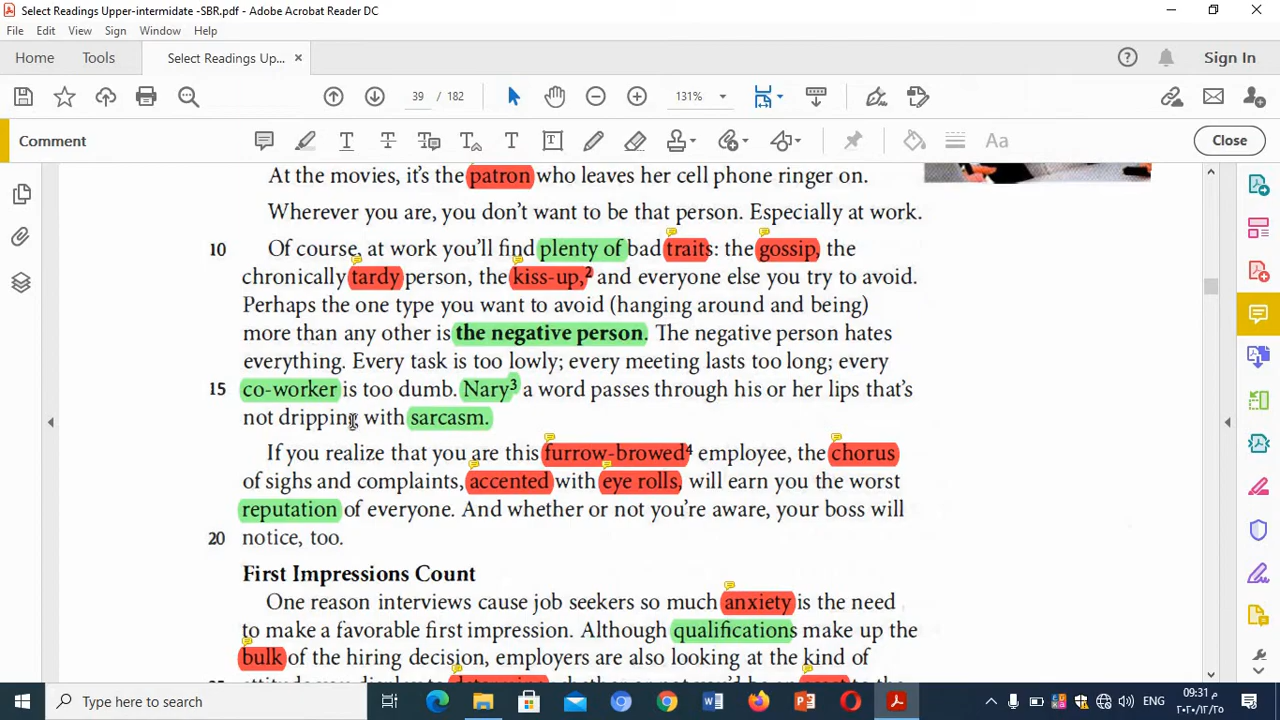 Select Readings Upper-intermidate -SBR.pdf - Adobe Acrobat Reader DC
File Edit View Sign Window Help
Home Tools Select Readings Up... × Sign In
39 / 182 131%
Comment Close
At the movies, it's the patron who leaves her cell phone ringer on.
Wherever you are, you don't want to be that person. Especially at work.
10 Of course, at work you'll find plenty of bad traits: the gossip, the
chronically tardy person, the kiss-up,² and everyone else you try to avoid.
Perhaps the one type you want to avoid (hanging around and being)
more than any other is the negative person. The negative person hates
everything. Every task is too lowly; every meeting lasts too long; every
15 co-worker is too dumb. Nary³ a word passes through his or her lips that's
not dripping with sarcasm.
If you realize that you are this furrow-browed⁴ employee, the chorus
of sighs and complaints, accented with eye rolls, will earn you the worst
reputation of everyone. And whether or not you're aware, your boss will
20 notice, too.
First Impressions Count
One reason interviews cause job seekers so much anxiety is the need
to make a favorable first impression. Although qualifications make up the
bulk of the hiring decision, employers are also looking at the kind of
Type here to search
ENG
09:31 م
٢٠٢٠/١٢/٢٥